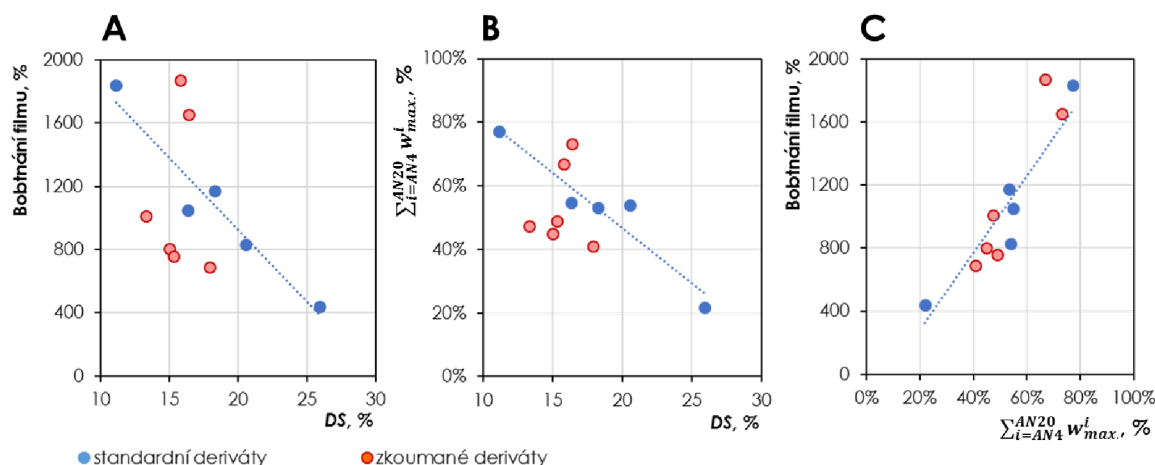 A
B
C
Bobtnání filmu, %
2000
1600
1200
800
400
0
10 15 20 25 30
DS, %
∑_{i=AN4}^{AN20} w_{max.}^{i}, %
100%
80%
60%
40%
20%
0%
10 15 20 25 30
DS, %
Bobtnání filmu, %
2000
1600
1200
800
400
0
0% 20% 40% 60% 80% 100%
∑_{i=AN4}^{AN20} w_{max.}^{i}, %
standardní deriváty
zkoumané deriváty